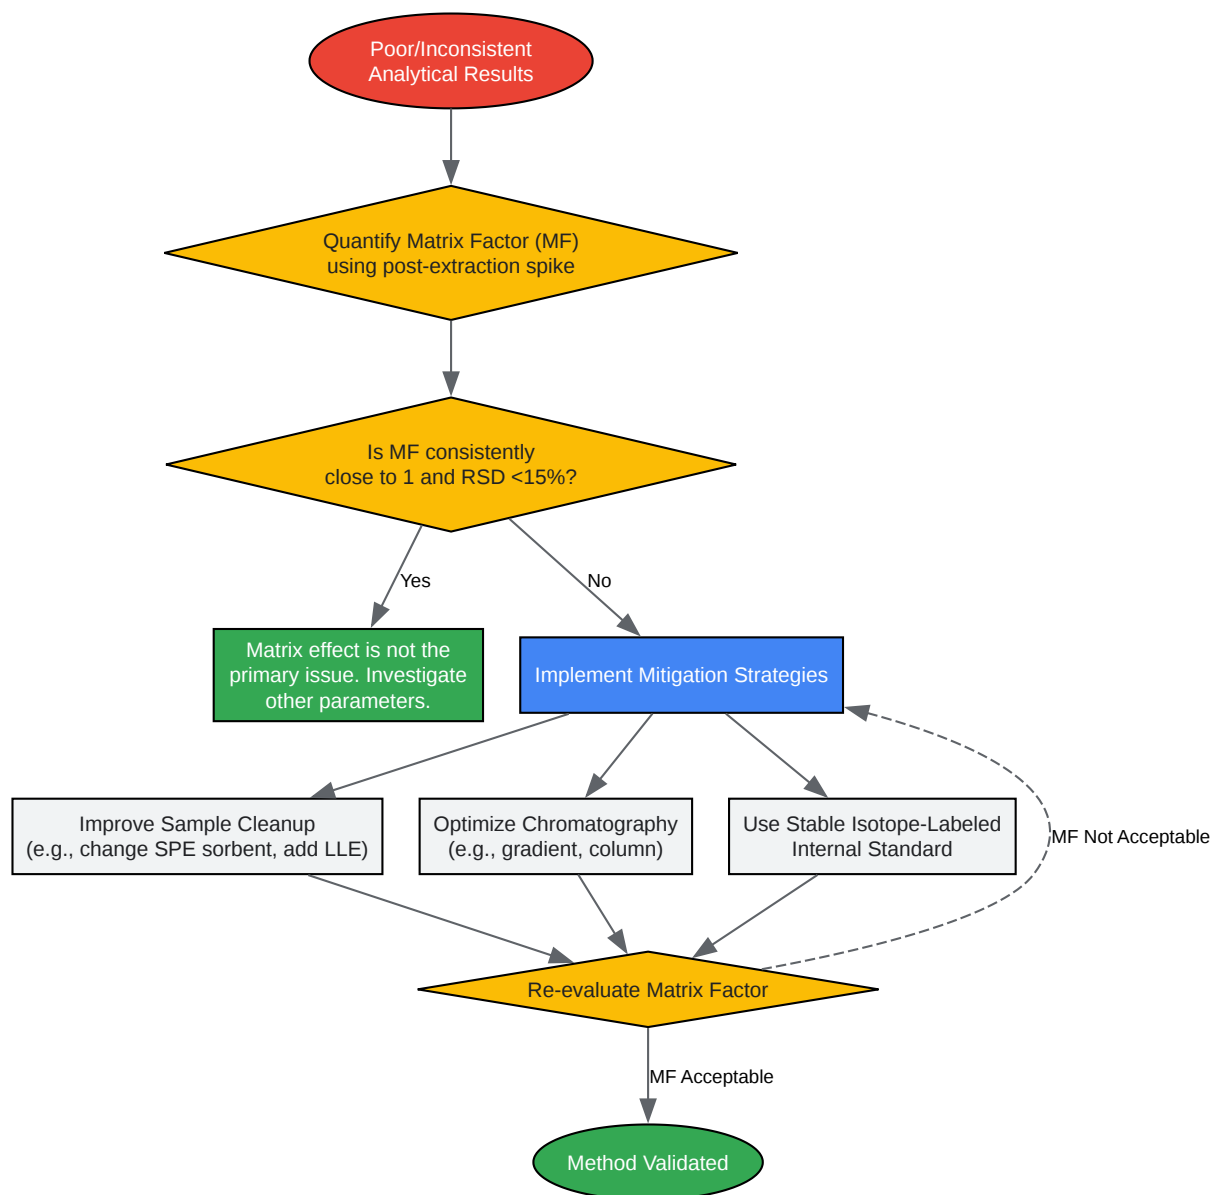 Poor/Inconsistent
Analytical Results
Quantify Matrix Factor (MF)
using post-extraction spike
Is MF consistently
close to 1 and RSD <15%?
Yes
No
Matrix effect is not the
primary issue. Investigate
other parameters.
Implement Mitigation Strategies
Improve Sample Cleanup
(e.g., change SPE sorbent, add LLE)
Optimize Chromatography
(e.g., gradient, column)
Use Stable Isotope-Labeled
Internal Standard
MF Not Acceptable
Re-evaluate Matrix Factor
MF Acceptable
Method Validated